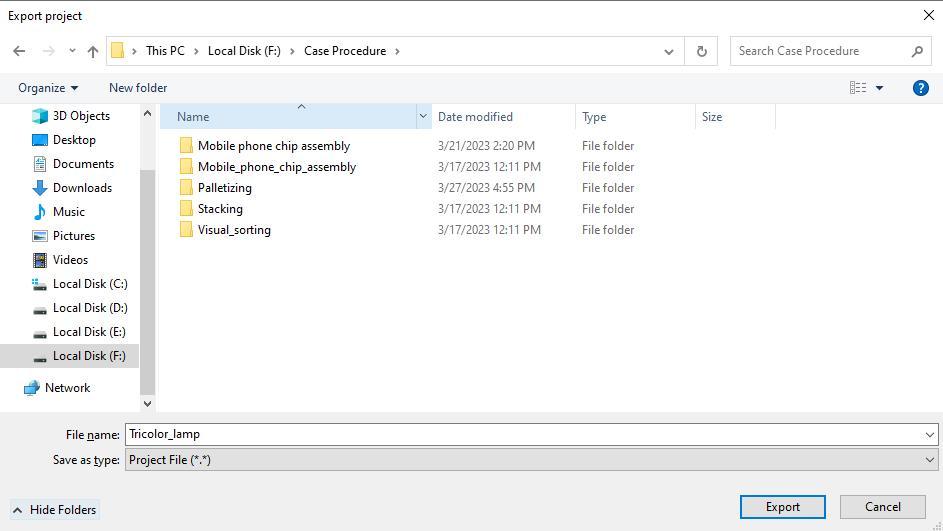 Export project
This PC > Local Disk (F:) > Case Procedure >
Search Case Procedure
Organize
New folder
?
3D Objects
Desktop
Documents
Downloads
Music
Pictures
Videos
Local Disk (C:)
Local Disk (D:)
Local Disk (E:)
Local Disk (F:)
Network
Name Date modified Type Size
Mobile phone chip assembly 3/21/2023 2:20 PM File folder
Mobile_phone_chip_assembly 3/17/2023 12:11 PM File folder
Palletizing 3/27/2023 4:55 PM File folder
Stacking 3/17/2023 12:11 PM File folder
Visual_sorting 3/17/2023 12:11 PM File folder
File name: Tricolor_lamp
Save as type: Project File (*.*)
Hide Folders
Export Cancel